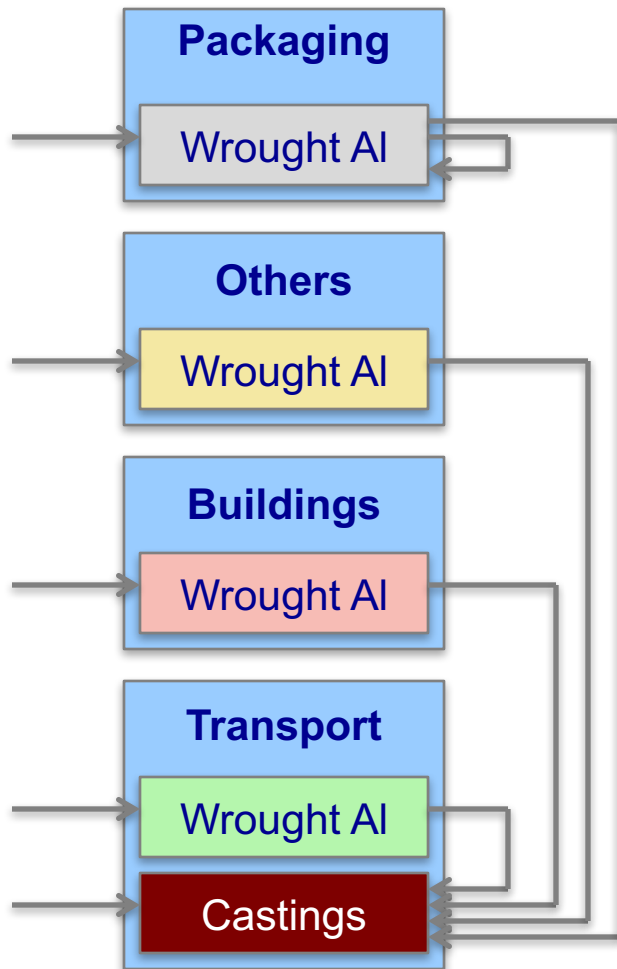 Packaging
Wrought Al
Others
Wrought Al
Buildings
Wrought Al
Transport
Wrought Al
Castings